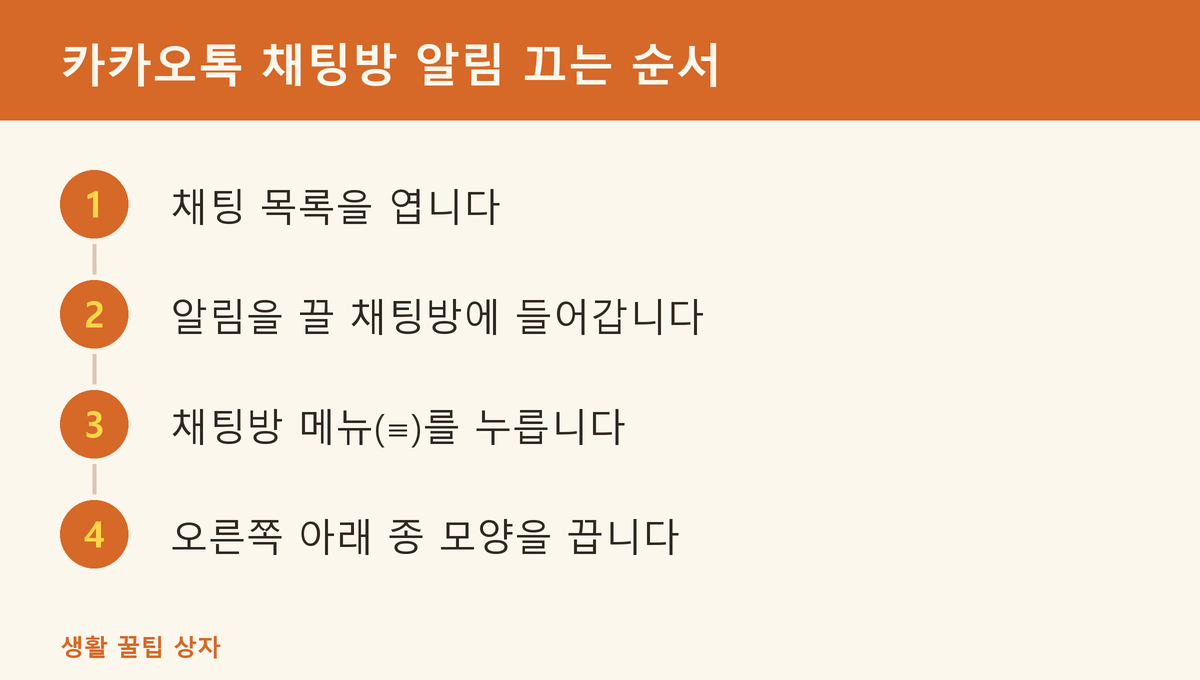 카카오톡 채팅방 알림 끄는 순서
1 채팅 목록을 엽니다
2 알림을 끌 채팅방에 들어갑니다
3 채팅방 메뉴(≡)를 누릅니다
4 오른쪽 아래 종 모양을 끕니다
생활 꿀팁 상자